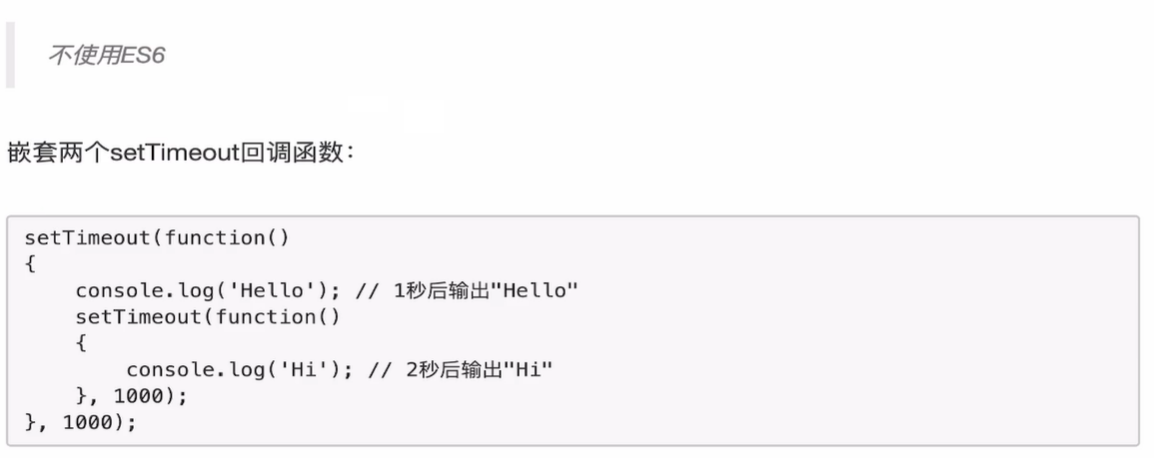 不使用ES6
嵌套两个setTimeout回调函数：
setTimeout(function()
{
    console.log('Hello'); // 1秒后输出"Hello"
    setTimeout(function()
    {
        console.log('Hi'); // 2秒后输出"Hi"
    }, 1000);
}, 1000);